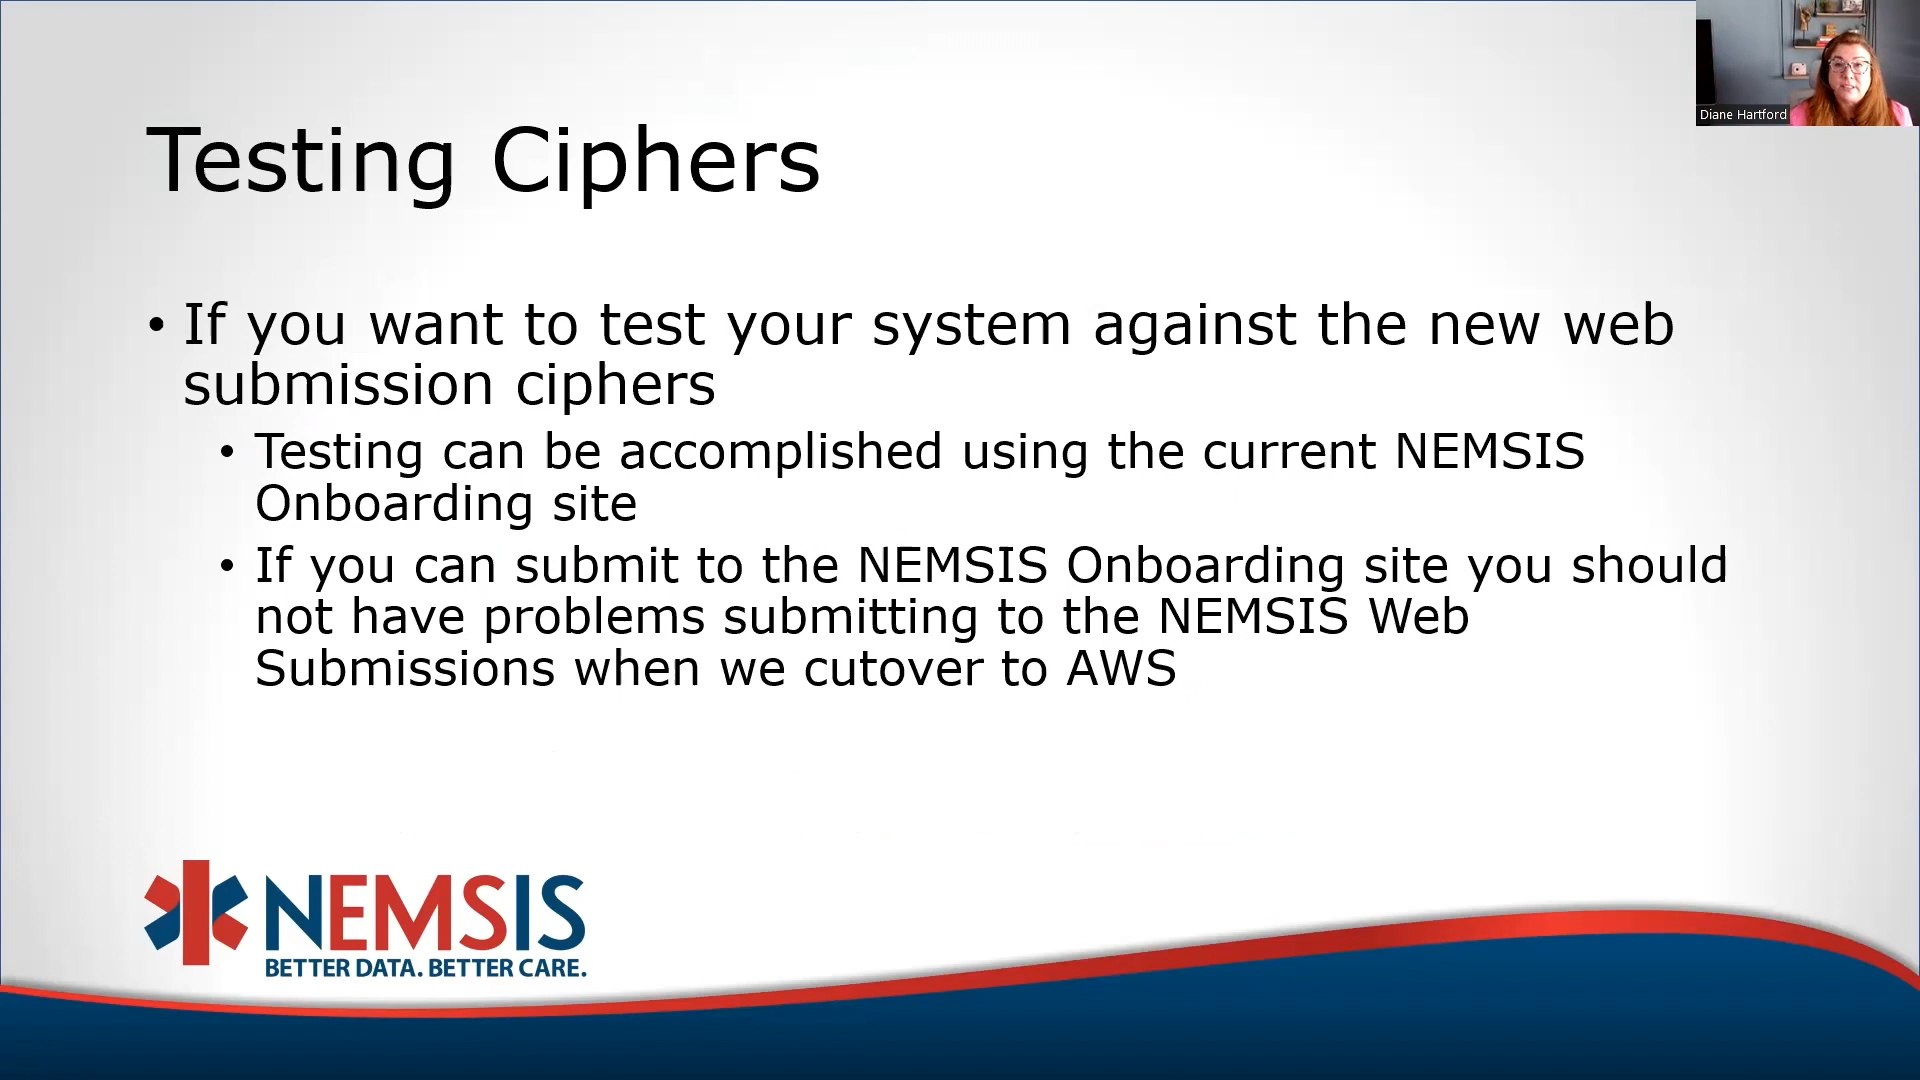 Diane Hartford
Testing Ciphers
• If you want to test your system against the new web
submission ciphers
• Testing can be accomplished using the current NEMSIS
Onboarding site
• If you can submit to the NEMSIS Onboarding site you should
not have problems submitting to the NEMSIS Web
Submissions when we cutover to AWS
NEMSIS
BETTER DATA. BETTER CARE.